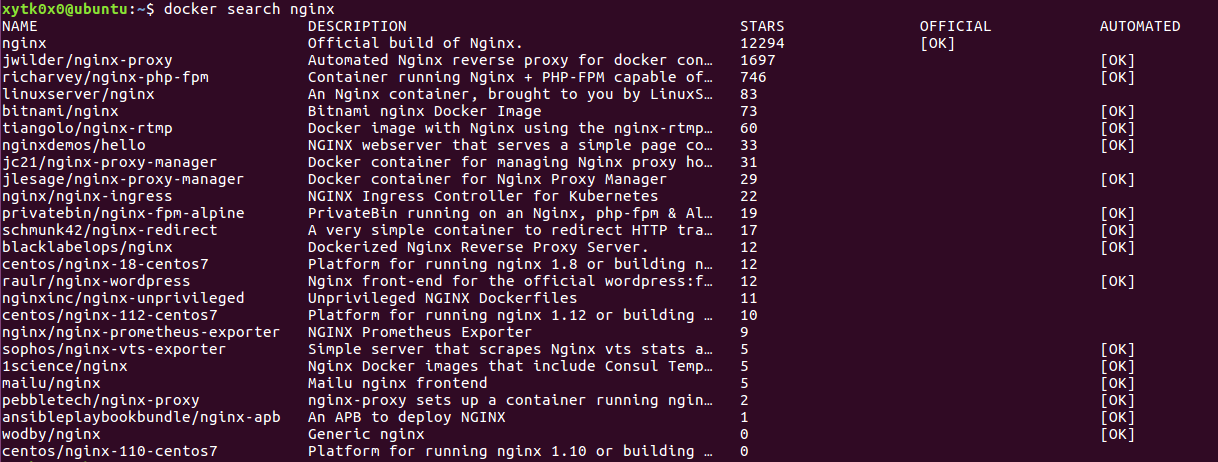 xytk0x0@ubuntu:~$ docker search nginx
NAME DESCRIPTION STARS OFFICIAL AUTOMATED
nginx Official build of Nginx. 12294 [OK]
jwilder/nginx-proxy Automated Nginx reverse proxy for docker con… 1697 [OK]
richarvey/nginx-php-fpm Container running Nginx + PHP-FPM capable of… 746 [OK]
linuxserver/nginx An Nginx container, brought to you by LinuxS… 83
bitnami/nginx Bitnami nginx Docker Image 73 [OK]
tiangolo/nginx-rtmp Docker image with Nginx using the nginx-rtmp… 60 [OK]
nginxdemos/hello NGINX webserver that serves a simple page co… 33 [OK]
jc21/nginx-proxy-manager Docker container for managing Nginx proxy ho… 31
jlesage/nginx-proxy-manager Docker container for Nginx Proxy Manager 29 [OK]
nginx/nginx-ingress NGINX Ingress Controller for Kubernetes 22
privatebin/nginx-fpm-alpine PrivateBin running on an Nginx, php-fpm & Al… 19 [OK]
schmunk42/nginx-redirect A very simple container to redirect HTTP tra… 17 [OK]
blacklabelops/nginx Dockerized Nginx Reverse Proxy Server. 12 [OK]
centos/nginx-18-centos7 Platform for running nginx 1.8 or building n… 12
raulr/nginx-wordpress Nginx front-end for the official wordpress:f… 12 [OK]
nginxinc/nginx-unprivileged Unprivileged NGINX Dockerfiles 11
centos/nginx-112-centos7 Platform for running nginx 1.12 or building … 10
nginx/nginx-prometheus-exporter NGINX Prometheus Exporter 9
sophos/nginx-vts-exporter Simple server that scrapes Nginx vts stats a… 5 [OK]
1science/nginx Nginx Docker images that include Consul Temp… 5 [OK]
mailu/nginx Mailu nginx frontend 5 [OK]
pebbletech/nginx-proxy nginx-proxy sets up a container running ngin… 2 [OK]
ansibleplaybookbundle/nginx-apb An APB to deploy NGINX 1 [OK]
wodby/nginx Generic nginx 0 [OK]
centos/nginx-110-centos7 Platform for running nginx 1.10 or building … 0